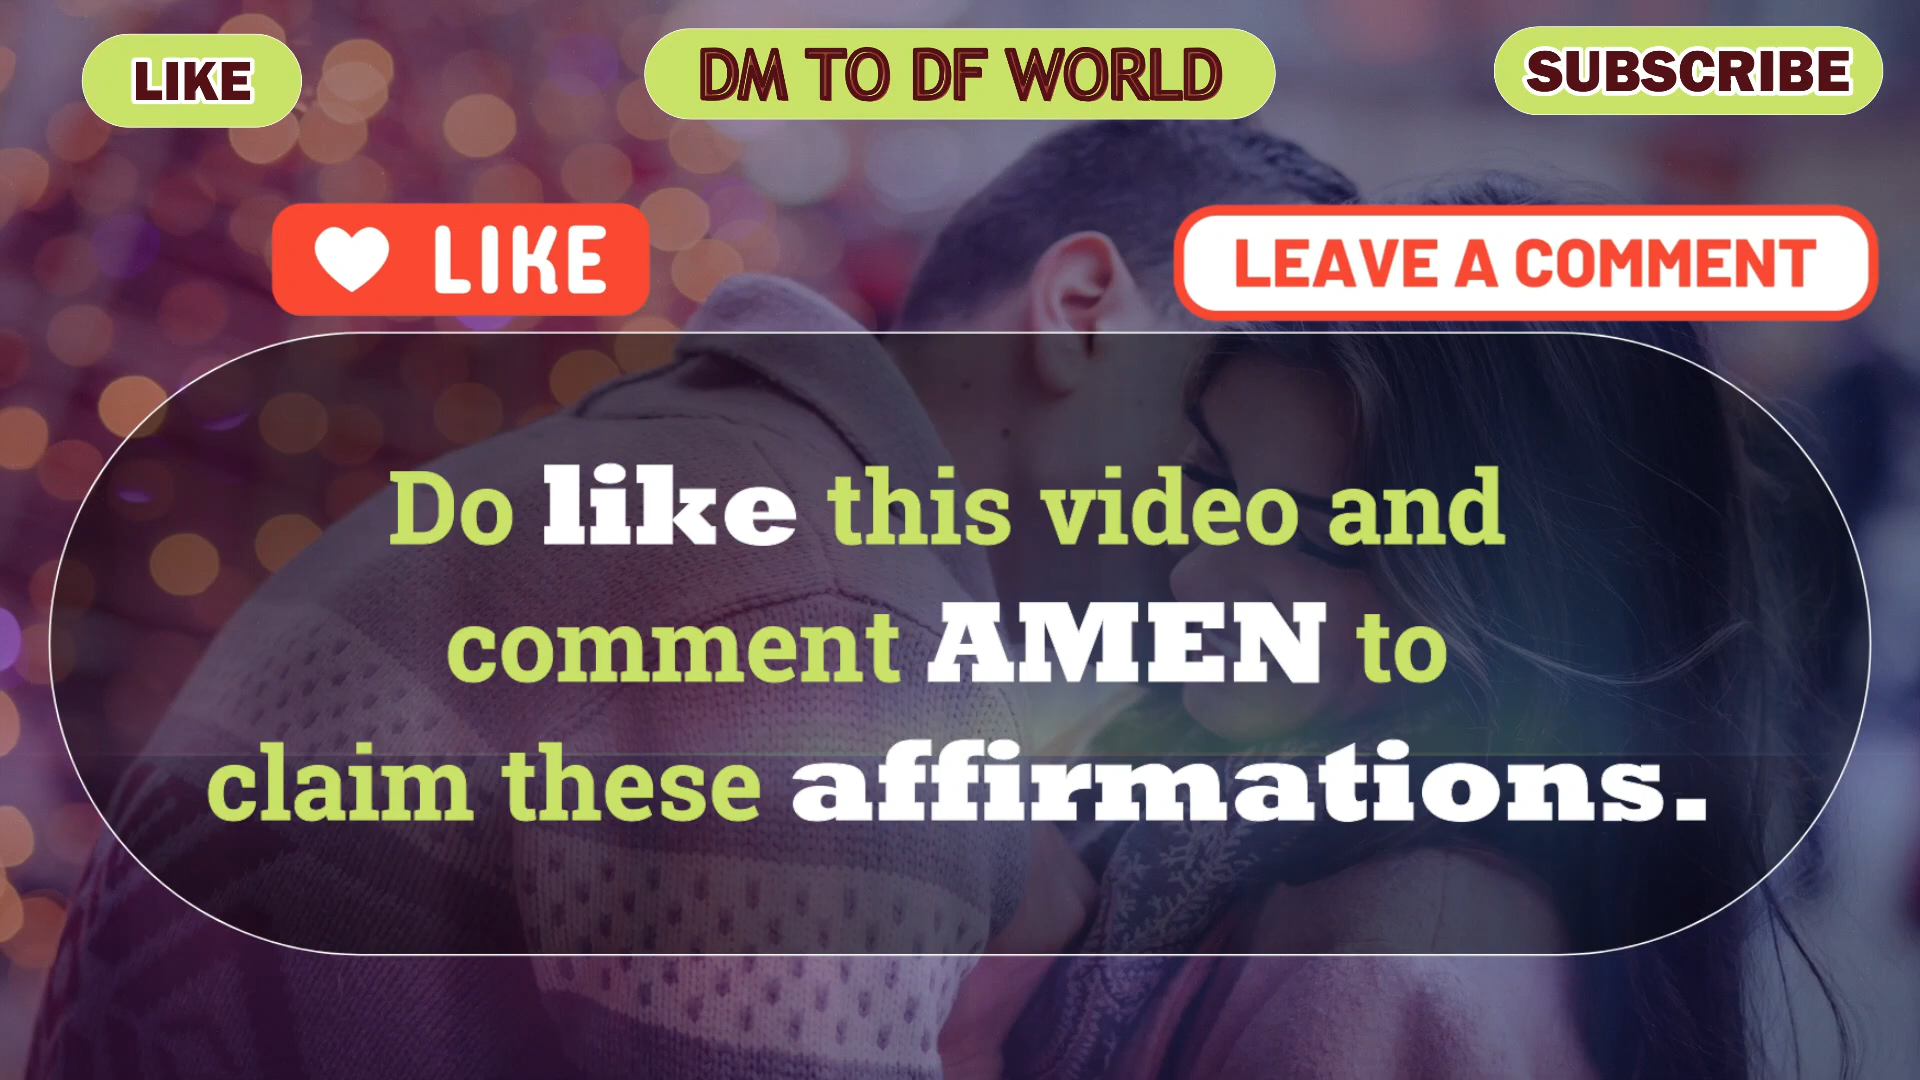 LIKE
DM TO DF WORLD
SUBSCRIBE
LIKE
LEAVE A COMMENT
Do like this video and
comment AMEN to
claim these affirmations.